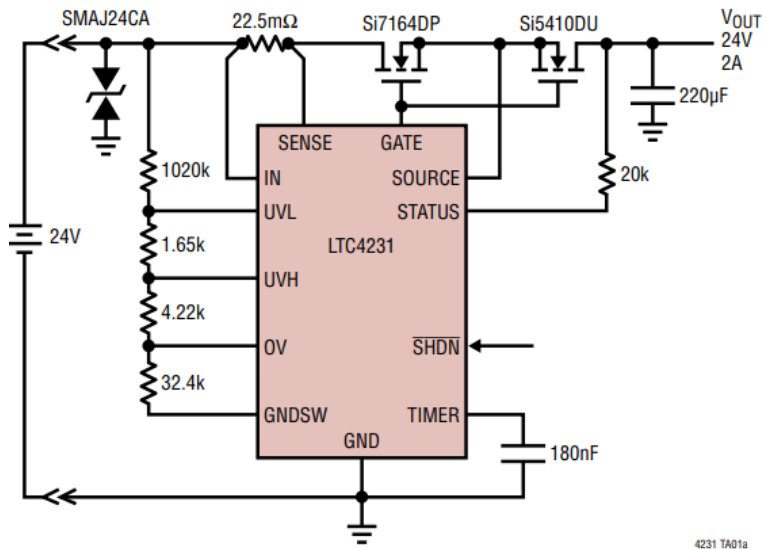 SMAJ24CA
22.5mΩ
Si7164DP
Si5410DU
VOUT
24V
2A
220µF
SENSE
GATE
1020k
IN
SOURCE
20k
UVL
STATUS
24V
1.65k
LTC4231
UVH
4.22k
OV
SHDN
32.4k
GNDSW
TIMER
GND
180nF
4231 TA01a